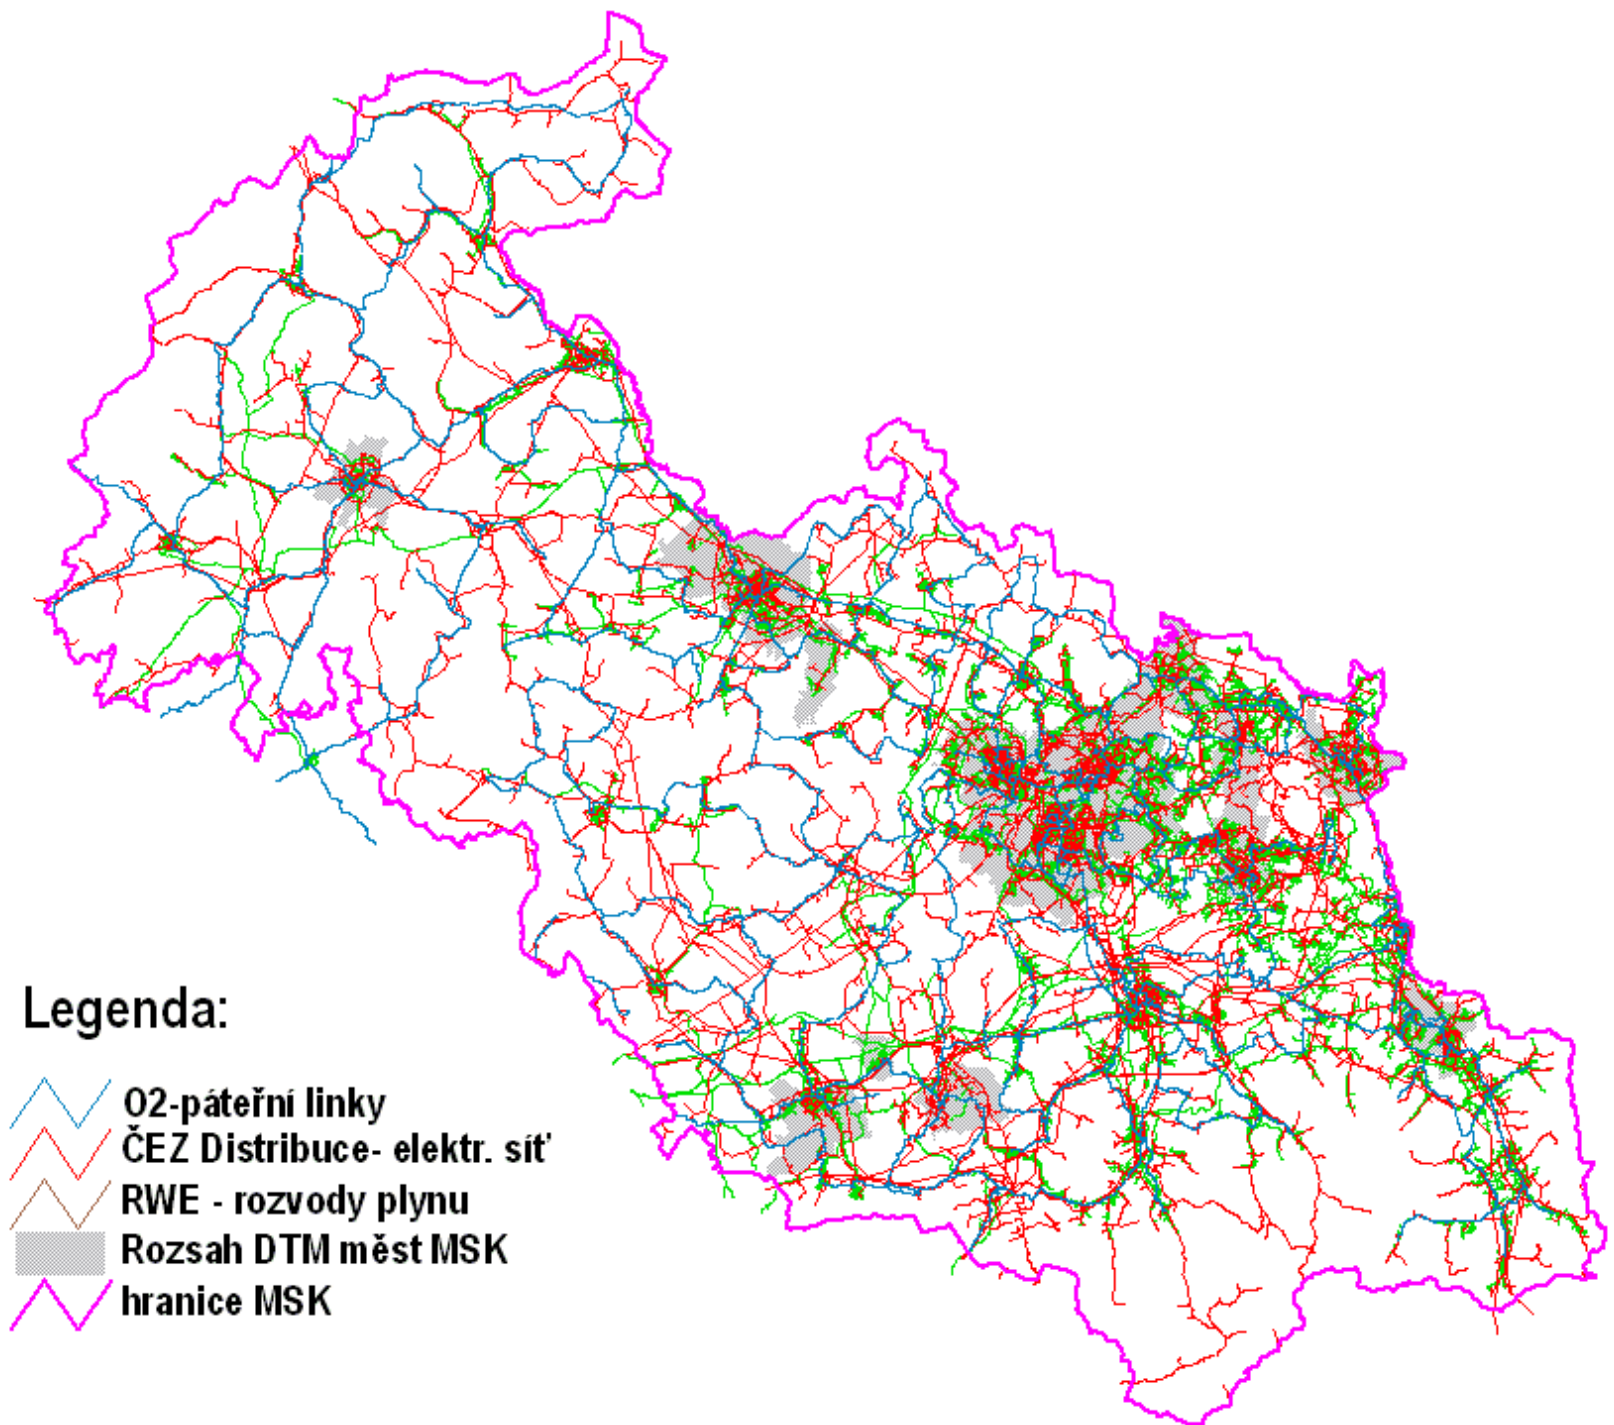 Legenda:
O2-páteřní linky
ČEZ Distribuce- elektr. síť
RWE - rozvody plynu
Rozsah DTM měst MSK
hranice MSK